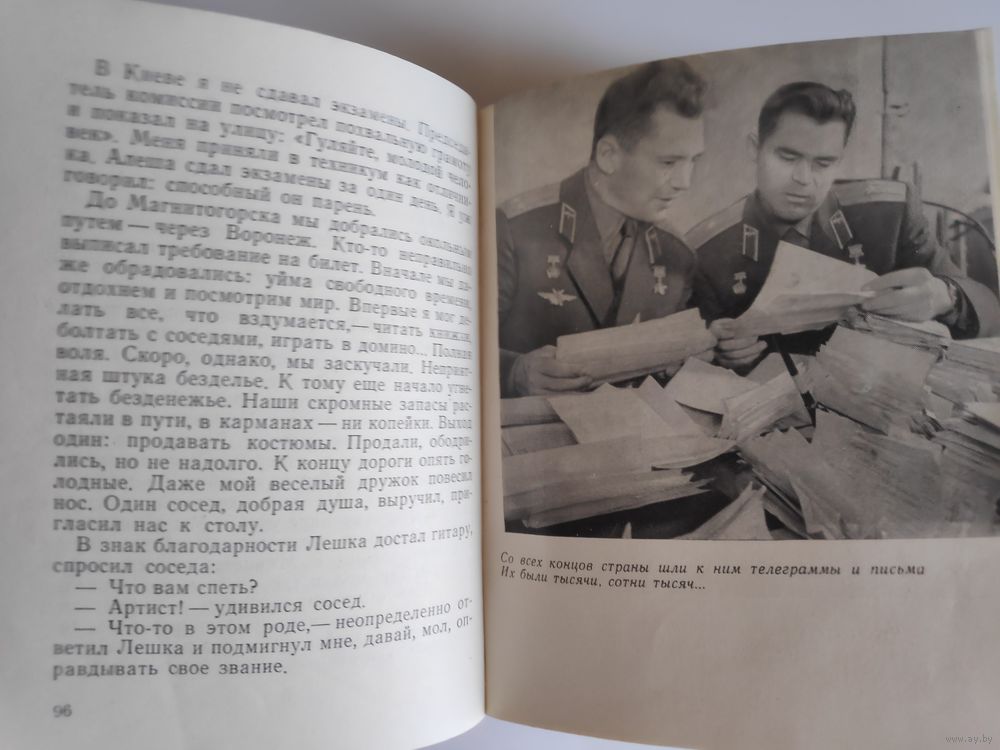 В Киеве я не сдавал экзамены. Председа-
тель комиссии посмотрел похвальную грамоту
и показал на улицу: «Гуляйте, молодой чело-
век». Меня приняли в техникум как отлични-
ка. Алеша сдал экзамены за один день. Я уже
говорил: способный он парень.
До Магнитогорска мы добрались окольным
путем — через Воронеж. Кто-то неправильно
выписал требование на билет. Вначале мы да-
же обрадовались: уйма свободного времени,
отдохнем и посмотрим мир. Впервые я мог де-
лать все, что вздумается,— читать книжки,
болтать с соседями, играть в домино... Полная
воля. Скоро, однако, мы заскучали. Неприят-
ная штука безделье. К тому еще начало угне-
тать безденежье. Наши скромные запасы рас-
таяли в пути, в карманах — ни копейки. Выход
один: продавать костюмы. Продали, ободри-
лись, но не надолго. К концу дороги опять го-
лодные. Даже мой веселый дружок повесил
нос. Один сосед, добрая душа, выручил, при-
гласил нас к столу.
В знак благодарности Лешка достал гитару,
спросил соседа:
— Что вам спеть?
— Артист! — удивился сосед.
— Что-то в этом роде,— неопределенно от-
ветил Лешка и подмигнул мне, давай, мол, оп-
равдывать свое звание.
96
Со всех концов страны шли к ним телеграммы и письма
Их были тысячи, сотни тысяч...
www.ay.by